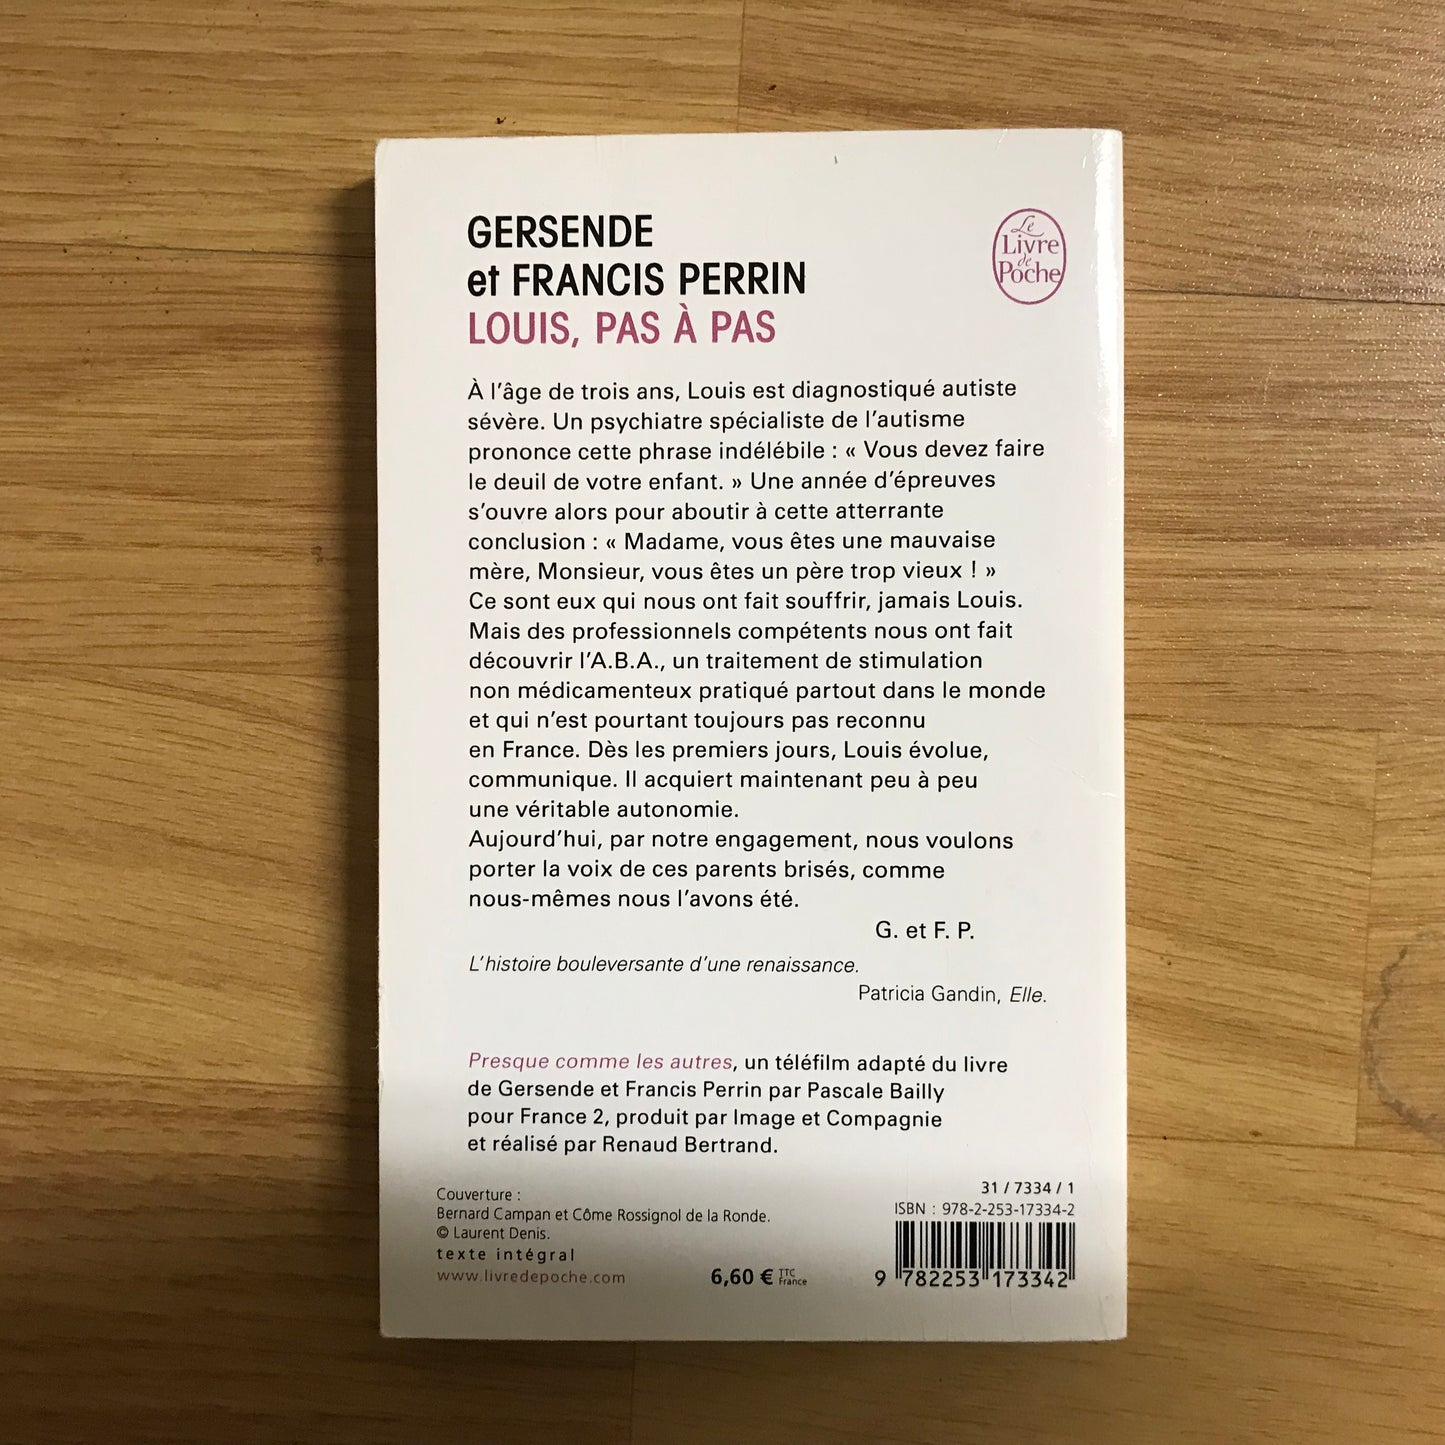 GERSENDE
et FRANCIS PERRIN
LOUIS, PAS À PAS
Le
Livre
de
Poche
À l'âge de trois ans, Louis est diagnostiqué autiste
sévère. Un psychiatre spécialiste de l'autisme
prononce cette phrase indélébile : « Vous devez faire
le deuil de votre enfant. » Une année d'épreuves
s'ouvre alors pour aboutir à cette atterrante
conclusion : « Madame, vous êtes une mauvaise
mère, Monsieur, vous êtes un père trop vieux ! »
Ce sont eux qui nous ont fait souffrir, jamais Louis.
Mais des professionnels compétents nous ont fait
découvrir l'A.B.A., un traitement de stimulation
non médicamenteux pratiqué partout dans le monde
et qui n'est pourtant toujours pas reconnu
en France. Dès les premiers jours, Louis évolue,
communique. Il acquiert maintenant peu à peu
une véritable autonomie.
Aujourd'hui, par notre engagement, nous voulons
porter la voix de ces parents brisés, comme
nous-mêmes nous l'avons été.
G. et F. P.
L'histoire bouleversante d'une renaissance.
Patricia Gandin, Elle.
Presque comme les autres, un téléfilm adapté du livre
de Gersende et Francis Perrin par Pascale Bailly
pour France 2, produit par Image et Compagnie
et réalisé par Renaud Bertrand.
Couverture :
Bernard Campan et Côme Rossignol de la Ronde.
© Laurent Denis.
texte intégral
www.livredepoche.com
6,60 € TTC France
31 / 7334 / 1
ISBN : 978-2-253-17334-2
9 782253 173342